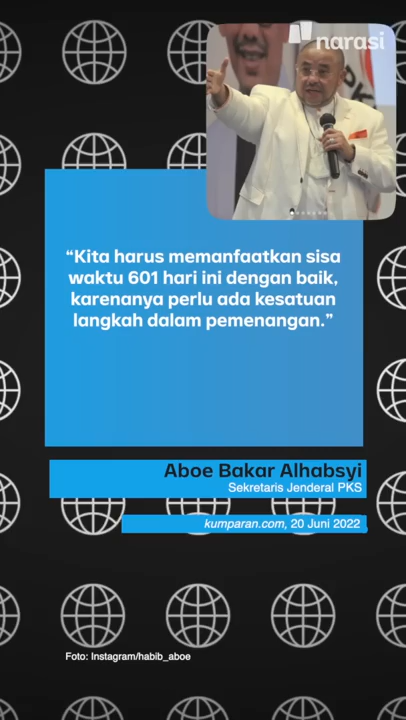 narasi
“Kita harus memanfaatkan sisa
waktu 601 hari ini dengan baik,
karenanya perlu ada kesatuan
langkah dalam pemenangan.”
Aboe Bakar Alhabsyi
Sekretaris Jenderal PKS
kumparan.com, 20 Juni 2022
Foto: Instagram/habib_aboe